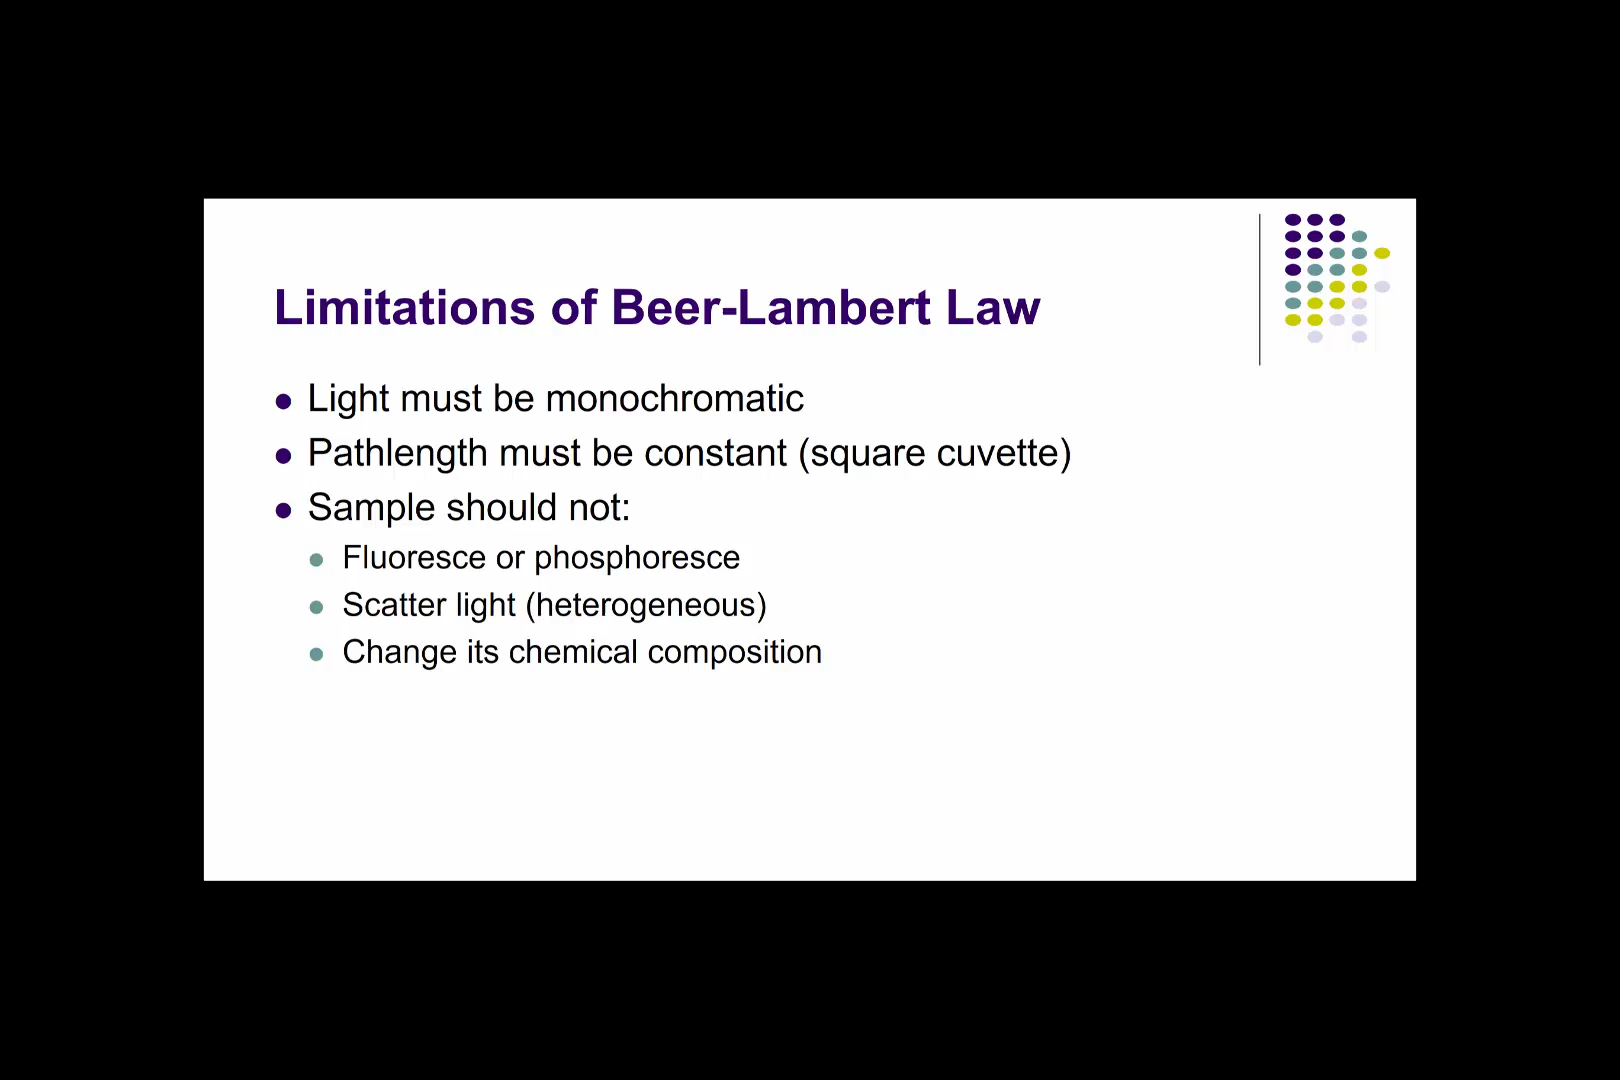 Limitations of Beer-Lambert Law
Light must be monochromatic
Pathlength must be constant (square cuvette)
Sample should not:
Fluoresce or phosphoresce
Scatter light (heterogeneous)
Change its chemical composition